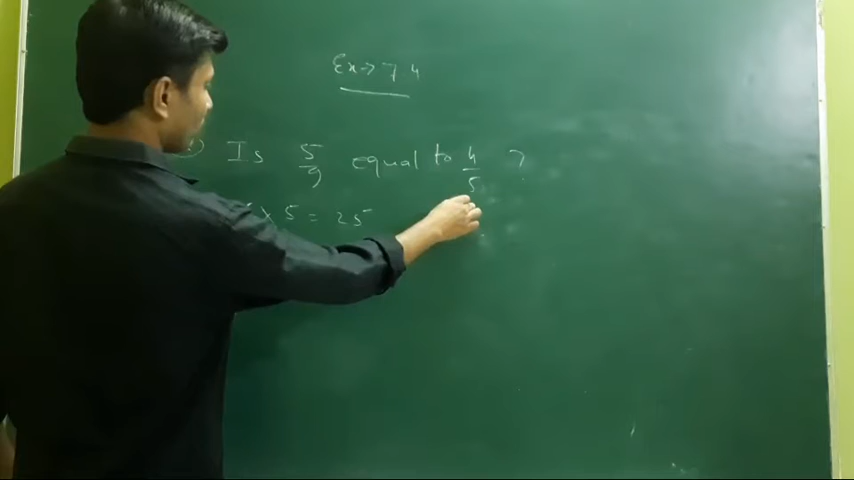 Ex → 7.4
) Is 5/9 equal to 4/5 ?
× 5 = 25